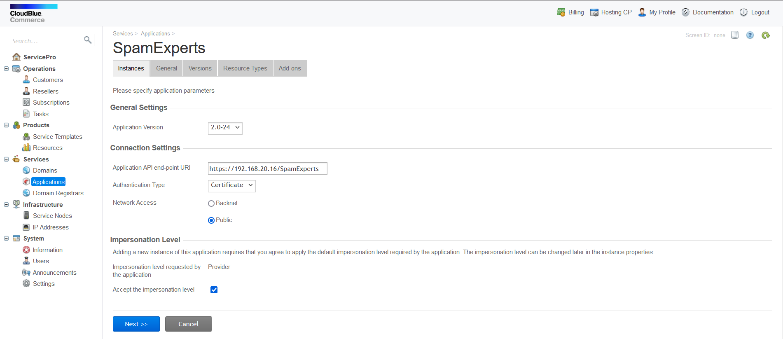 CloudBlue
Commerce
Billing
Hosting CP
My Profile
Documentation
Logout
Search...
Services > Applications >
SpamExperts
Screen ID: none
Instances
General
Versions
Resource Types
Add-ons
ServicePro
Operations
Customers
Resellers
Subscriptions
Tasks
Products
Service Templates
Resources
Services
Domains
Applications
Domain Registrars
Infrastructure
Service Nodes
IP Addresses
System
Information
Users
Announcements
Settings
Please specify application parameters
General Settings
Application Version
2.0-24
Connection Settings
Application API end-point URI
https://192.168.20.16/SpamExperts
Authentication Type
Certificate
Network Access
Backnet
Public
Impersonation Level
Adding a new instance of this application requires that you agree to apply the default impersonation level required by the application. The impersonation level can be changed later in the instance properties
Impersonation level requested by
the application
Provider
Accept the impersonation level
Next >>
Cancel